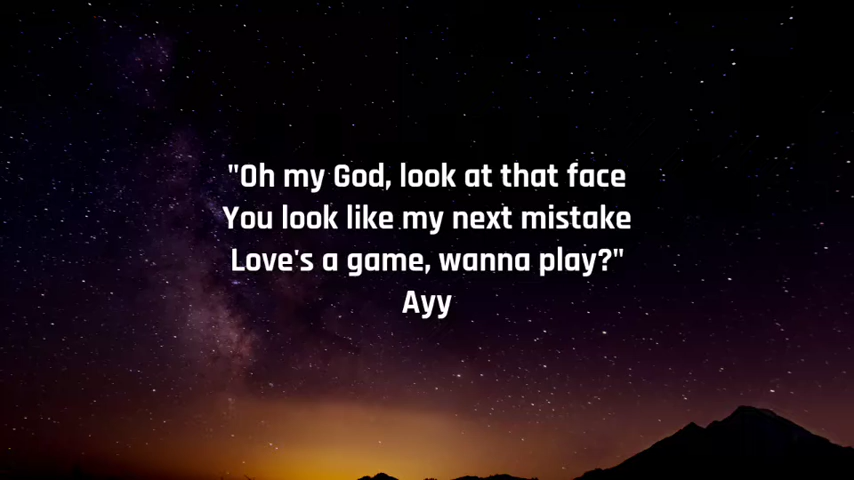 "Oh my God, look at that face
You look like my next mistake
Love's a game, wanna play?"
Ayy